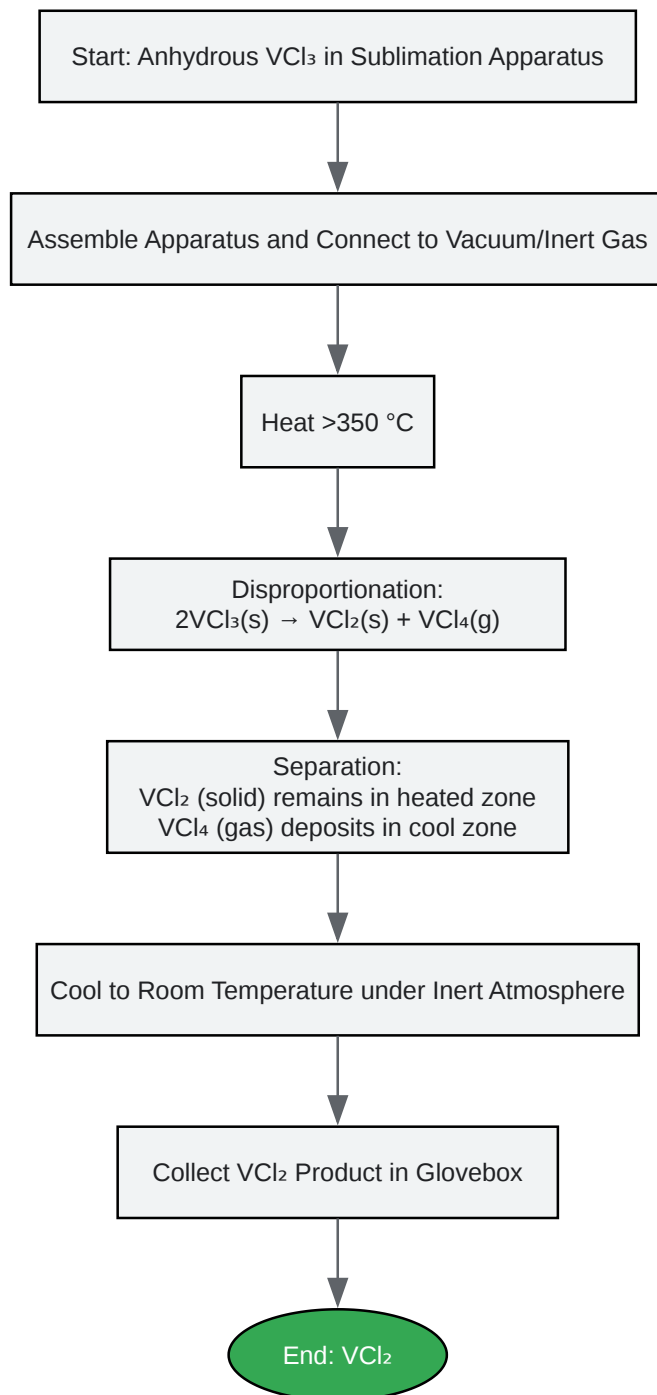 Start: Anhydrous VCl₃ in Sublimation Apparatus
Assemble Apparatus and Connect to Vacuum/Inert Gas
Heat >350 °C
Disproportionation:
2VCl₃(s) → VCl₂(s) + VCl₄(g)
Separation:
VCl₂ (solid) remains in heated zone
VCl₄ (gas) deposits in cool zone
Cool to Room Temperature under Inert Atmosphere
Collect VCl₂ Product in Glovebox
End: VCl₂